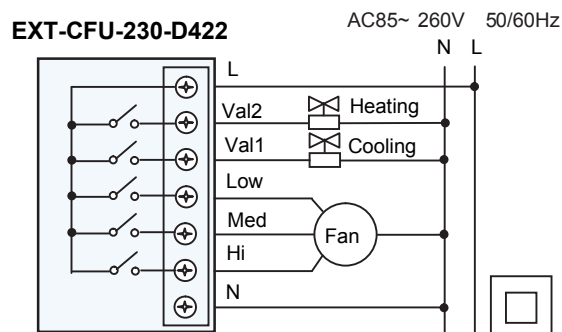 EXT-CFU-230-D422
AC85~ 260V 50/60Hz
N L
L
Val2
Heating
Val1
Cooling
Low
Med
Fan
Hi
N